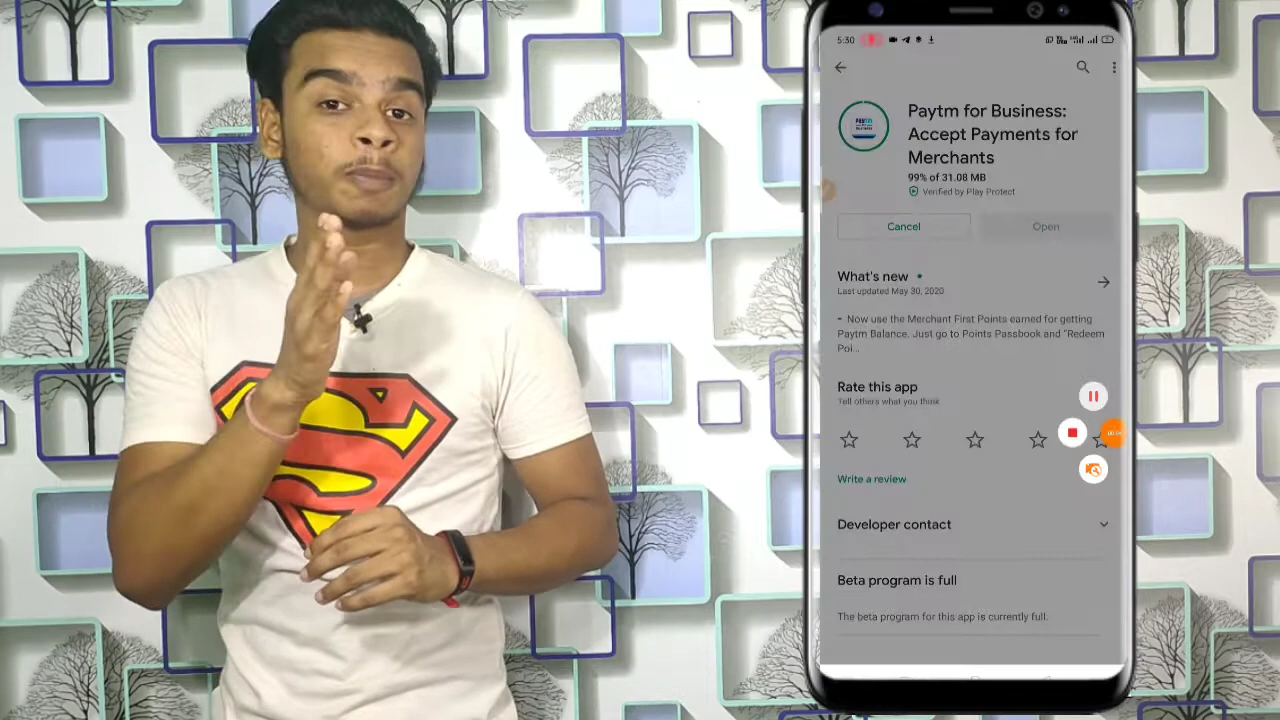 5:30
←
Paytm for Business:
Accept Payments for
Merchants
99% of 31.08 MB
Verified by Play Protect
Cancel
Open
What's new •
Last updated May 30, 2020
- Now use the Merchant First Points earned for getting
Paytm Balance. Just go to Points Passbook and "Redeem
Poi...
Rate this app
Tell others what you think
Write a review
Developer contact
Beta program is full
The beta program for this app is currently full.
S